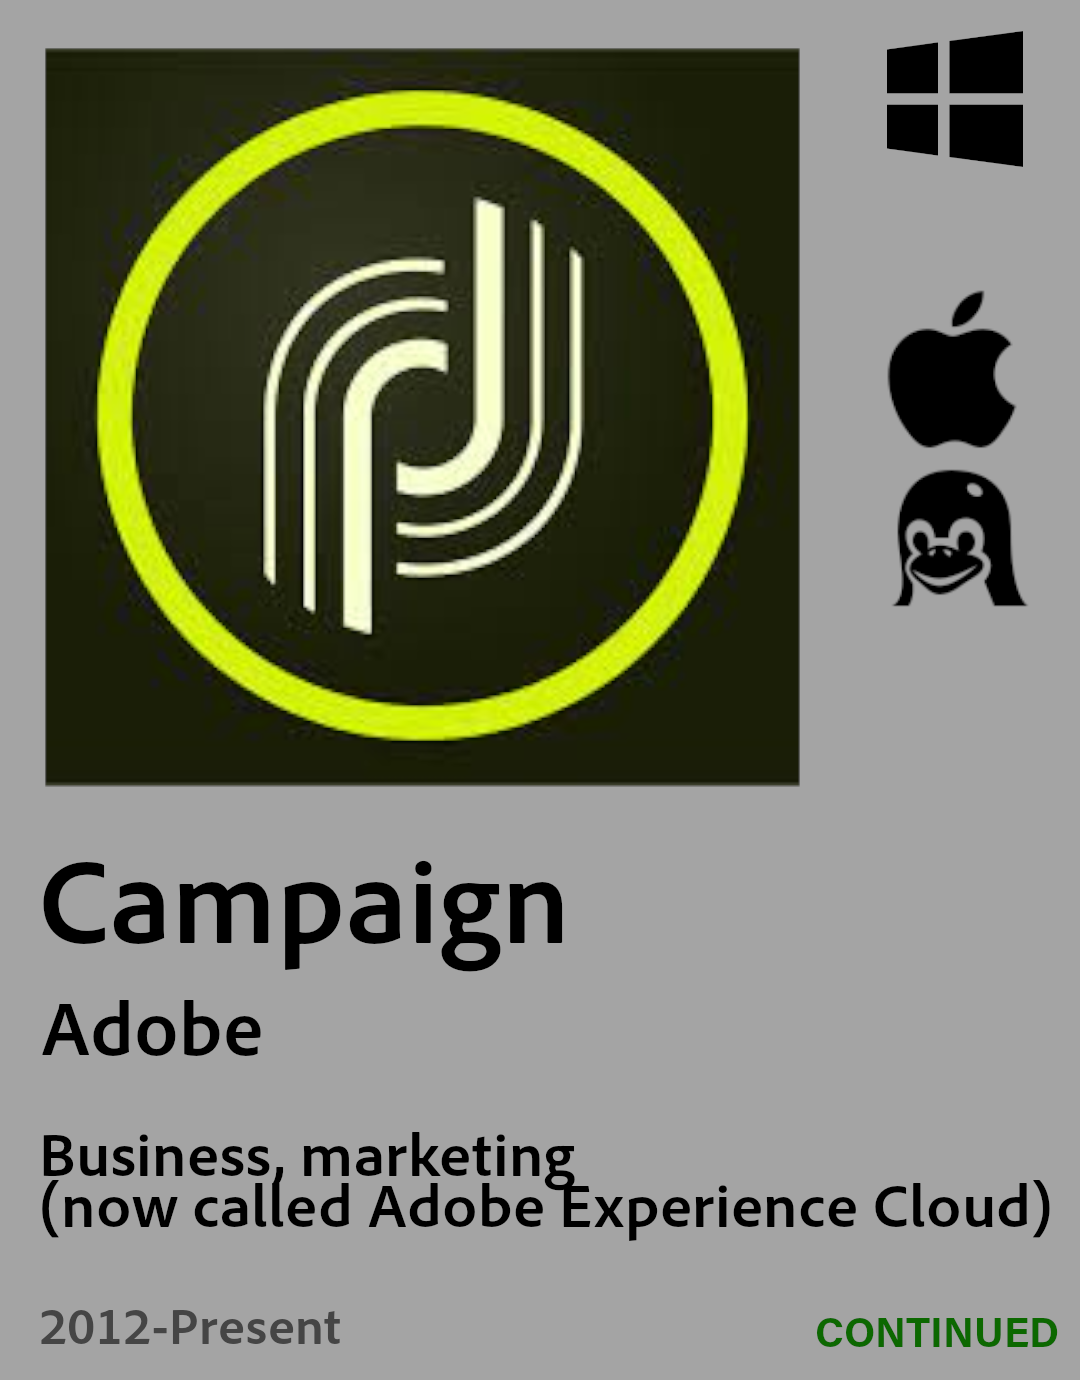 Campaign
Adobe
Business, marketing
(now called Adobe Experience Cloud)
2012-Present
CONTINUED